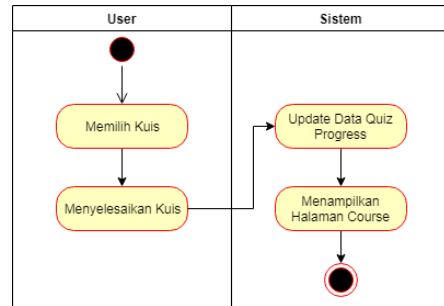 User
Sistem
Memilih Kuis
Menyelesaikan Kuis
Update Data Quiz
Progress
Menampilkan
Halaman Course